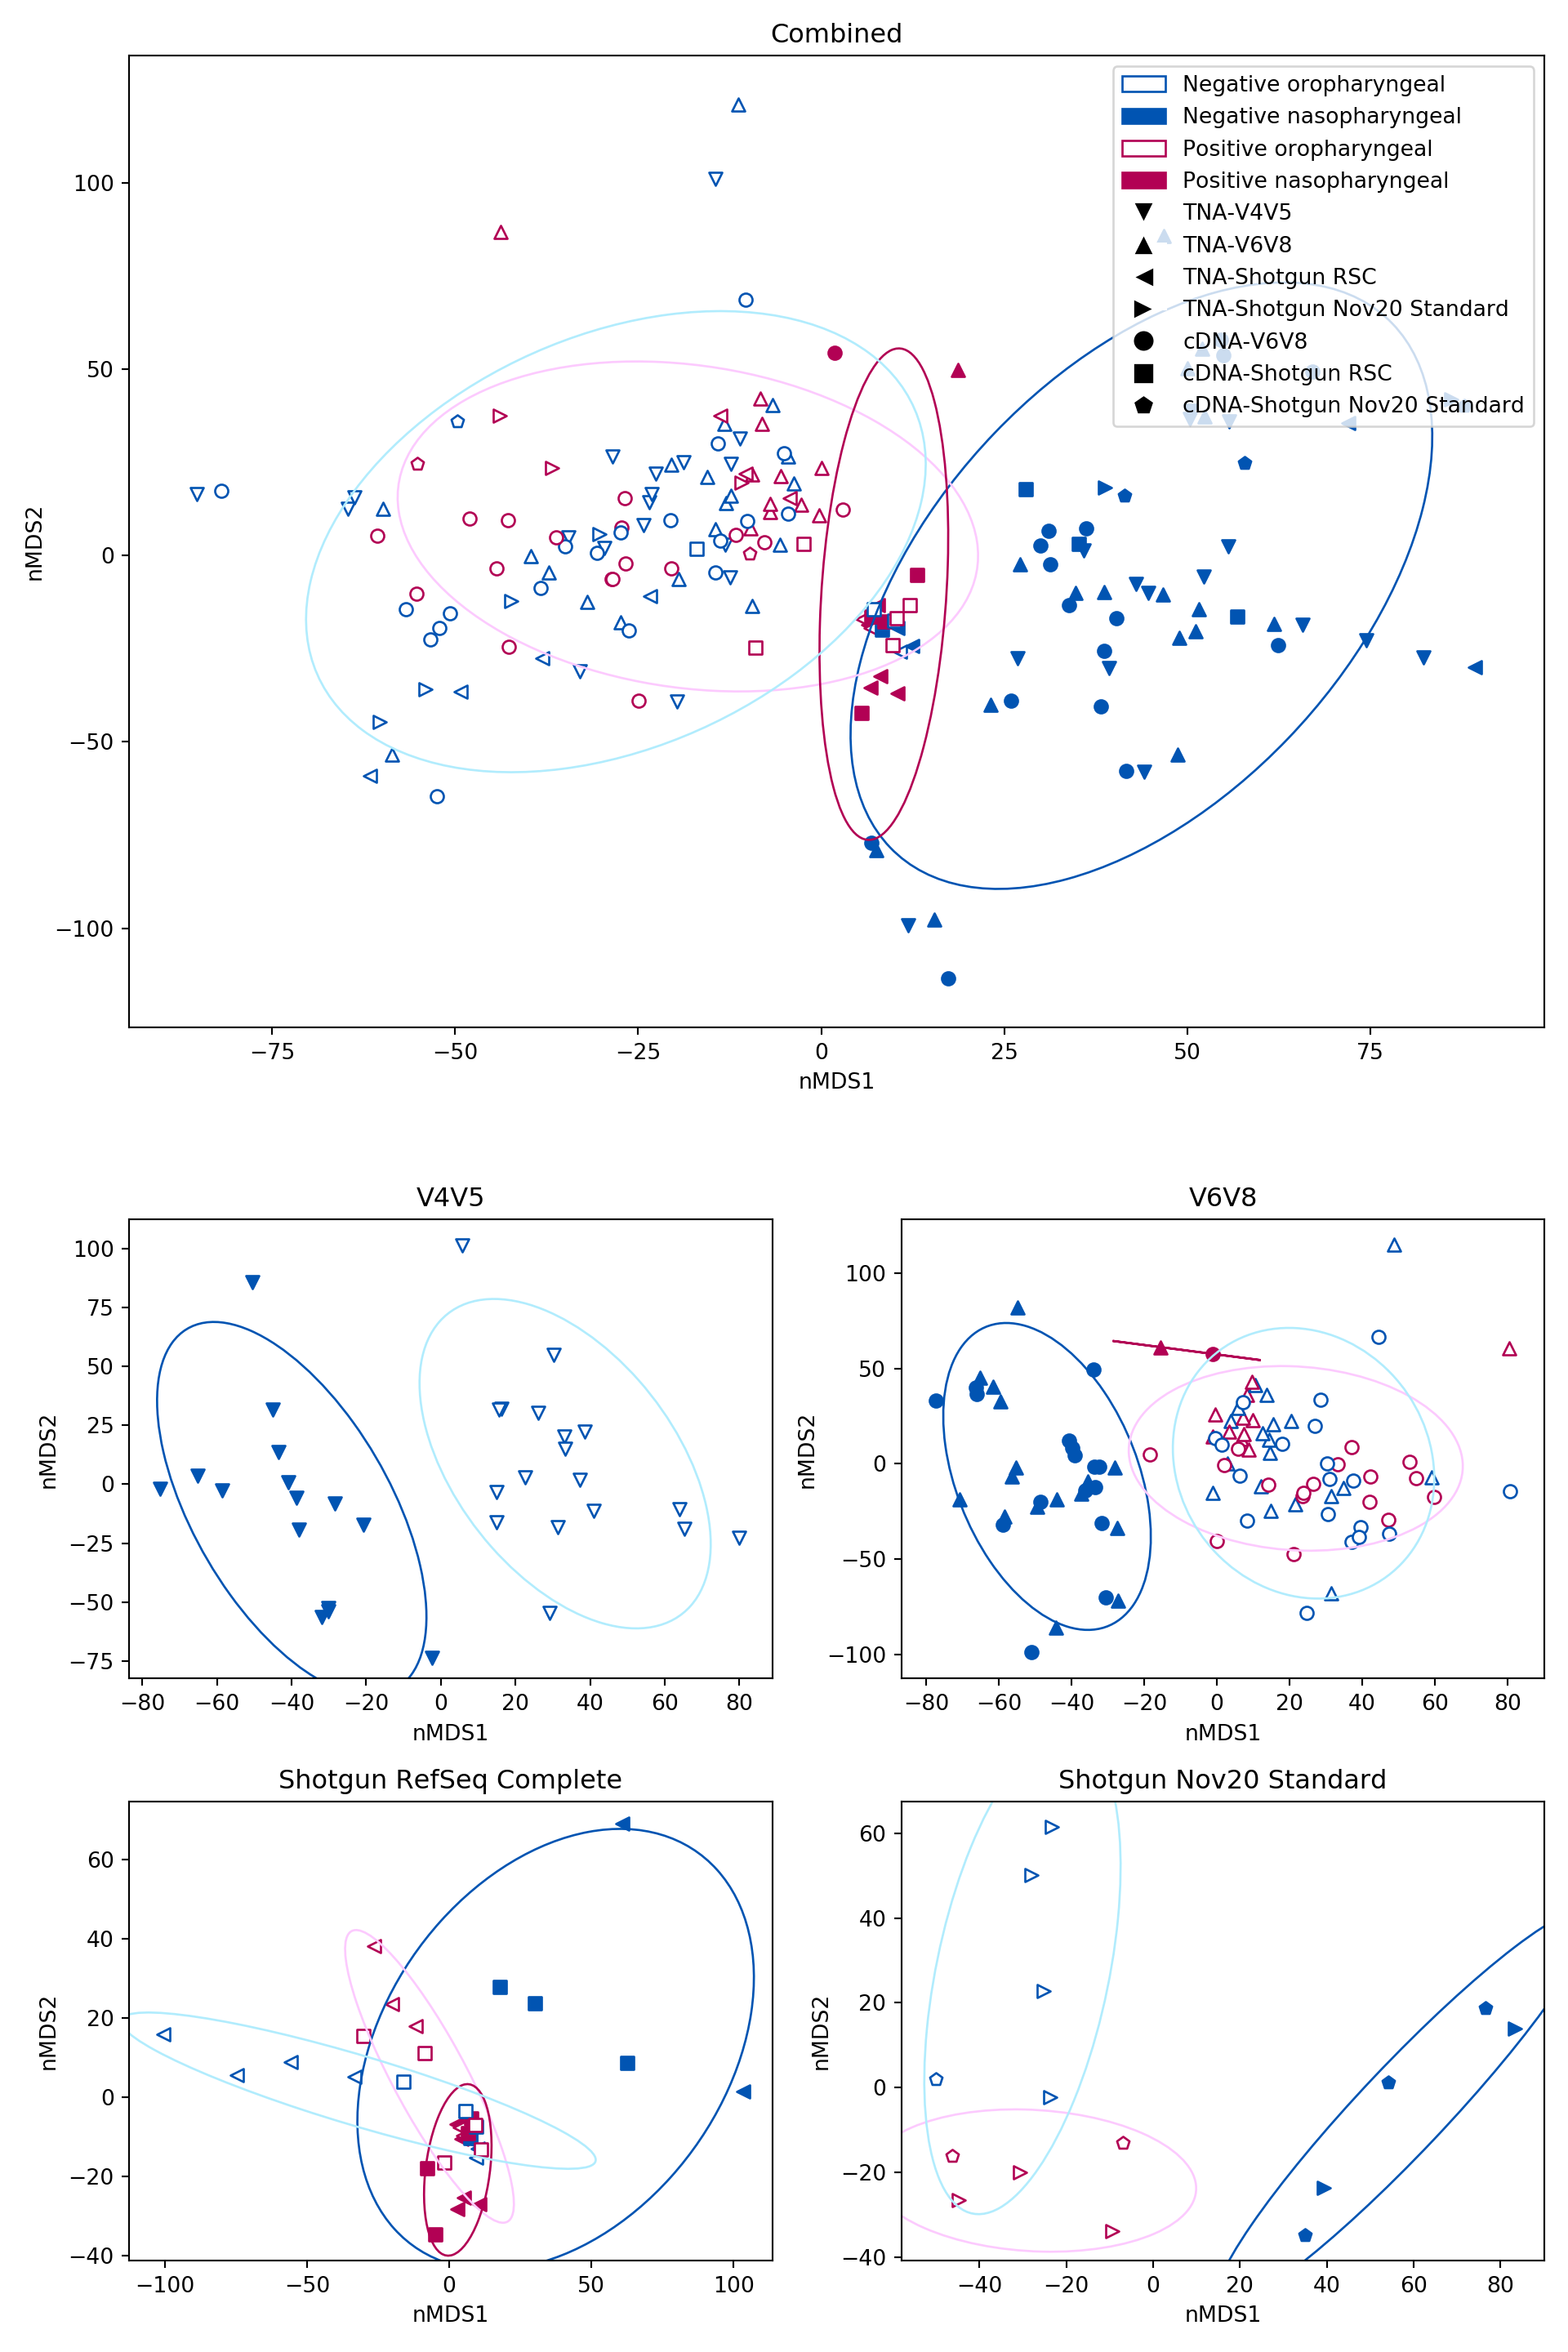 Combined
Negative oropharyngeal
Negative nasopharyngeal
Positive oropharyngeal
Positive nasopharyngeal
TNA-V4V5
TNA-V6V8
TNA-Shotgun RSC
TNA-Shotgun Nov20 Standard
cDNA-V6V8
cDNA-Shotgun RSC
cDNA-Shotgun Nov20 Standard
100
50
0
−50
−100
nMDS2
−75 −50 −25 0 25 50 75
nMDS1
V4V5
100
75
50
25
0
−25
−50
−75
nMDS2
−80 −60 −40 −20 0 20 40 60 80
nMDS1
V6V8
100
50
0
−50
−100
nMDS2
−80 −60 −40 −20 0 20 40 60 80
nMDS1
Shotgun RefSeq Complete
60
40
20
0
−20
−40
nMDS2
−100 −50 0 50 100
nMDS1
Shotgun Nov20 Standard
60
40
20
0
−20
−40
nMDS2
−40 −20 0 20 40 60 80
nMDS1